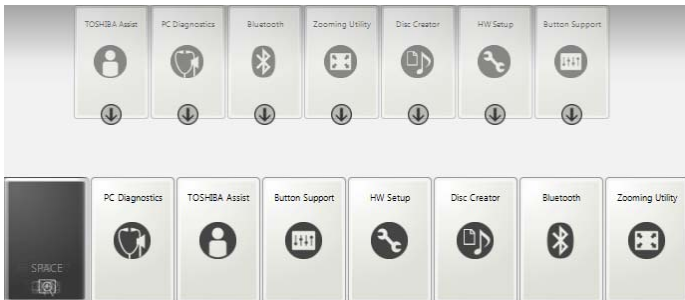 TOSHIBA Assist
PC Diagnostics
Bluetooth
Zooming Utility
Disc Creator
HW Setup
Button Support
PC Diagnostics
TOSHIBA Assist
Button Support
HW Setup
Disc Creator
Bluetooth
Zooming Utility
SPACE